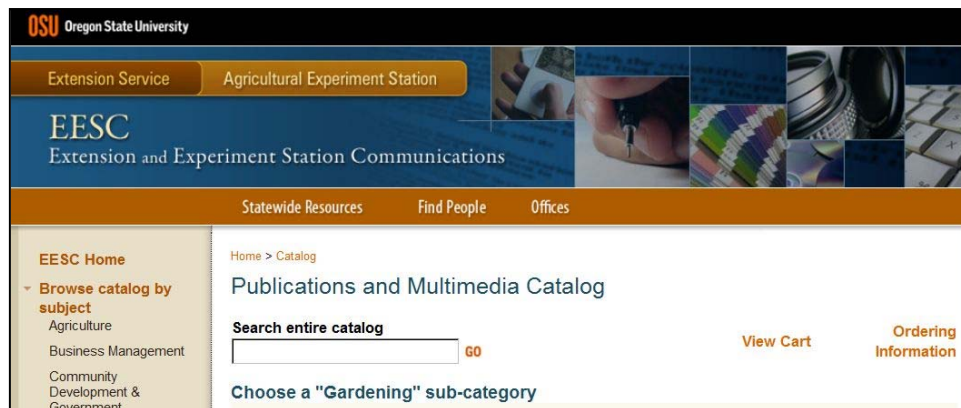 OSU Oregon State University
Extension Service
Agricultural Experiment Station
EESC
Extension and Experiment Station Communications
Statewide Resources
Find People
Offices
EESC Home
Browse catalog by
subject
Agriculture
Business Management
Community
Development &
Government
Home > Catalog
Publications and Multimedia Catalog
Search entire catalog
GO
View Cart
Ordering
Information
Choose a "Gardening" sub-category